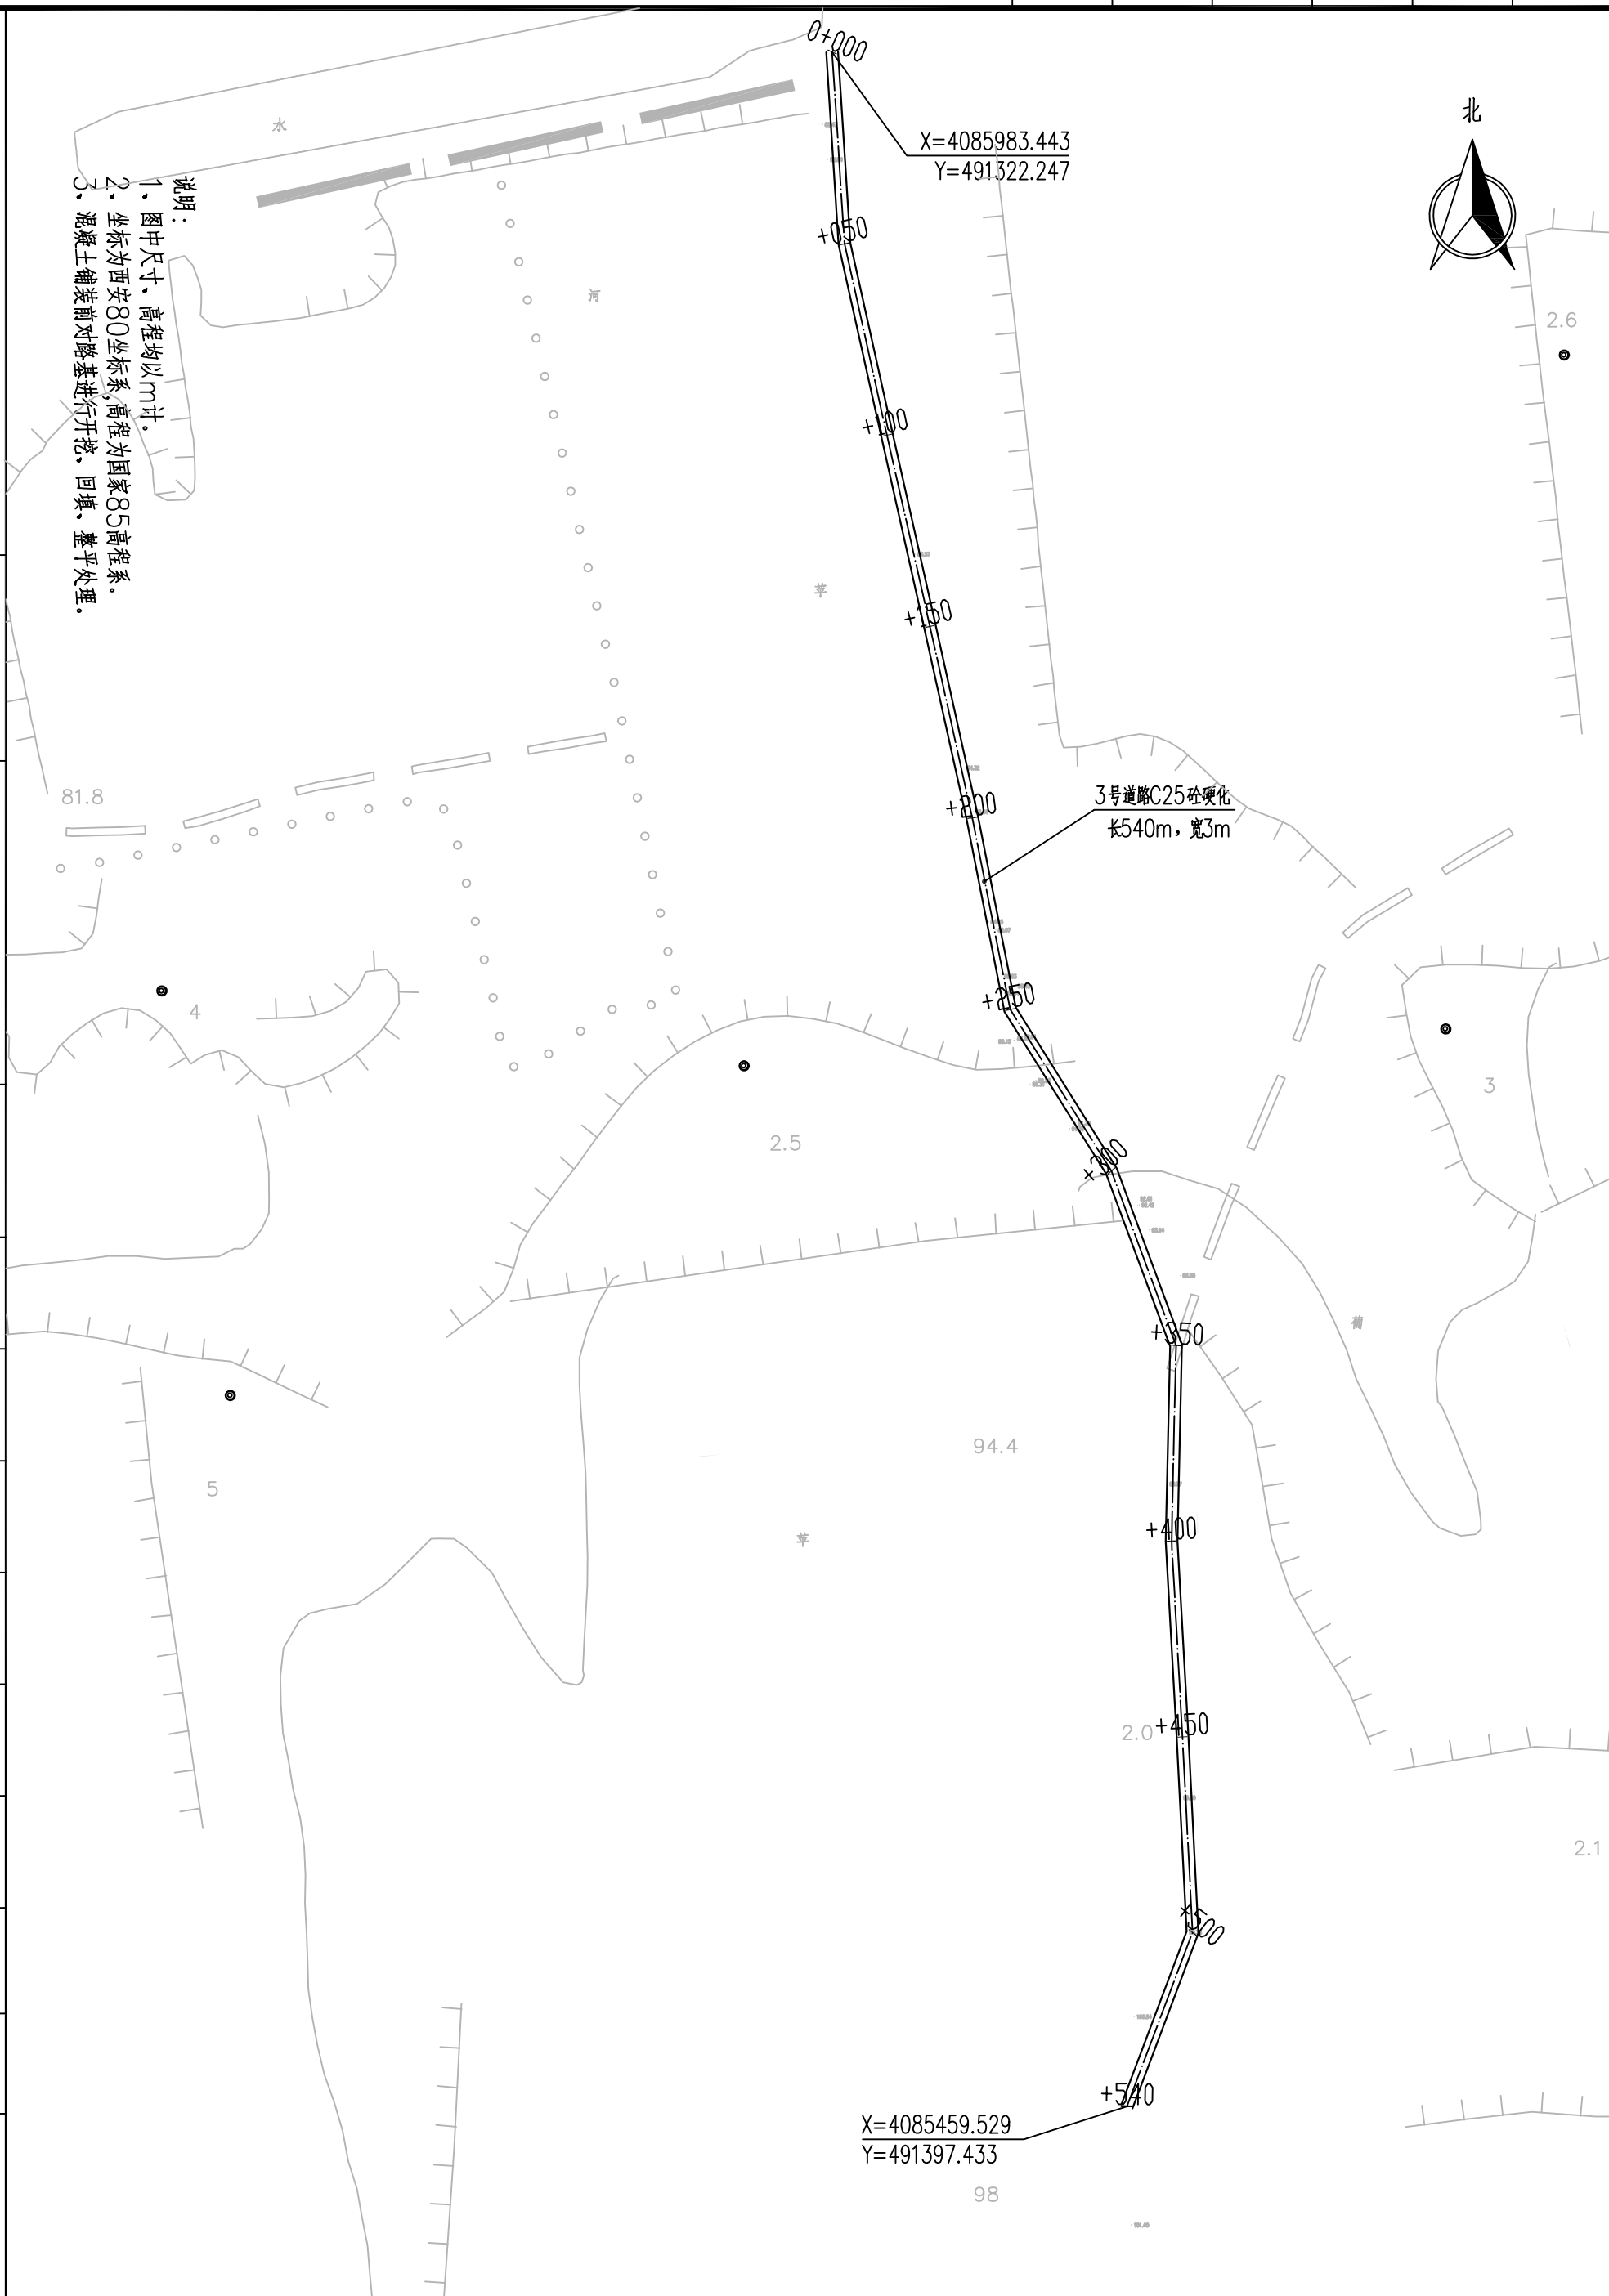 0+000
水
北
X=4085983.443
Y=491322.247
说明：
1、图中尺寸、高程均以m计。
2、坐标为西安80坐标系,高程为国家85高程系。
3、混凝土铺装前对路基进行开挖、回填、整平处理。
+050
河
2.6
+100
苹
+150
81.8
3号道路C25砼硬化
长540m，宽3m
+200
+250
4
3
2.5
+300
葡
+350
94.4
5
+400
苹
2.0
+450
2.1
+500
+540
X=4085459.529
Y=491397.433
98